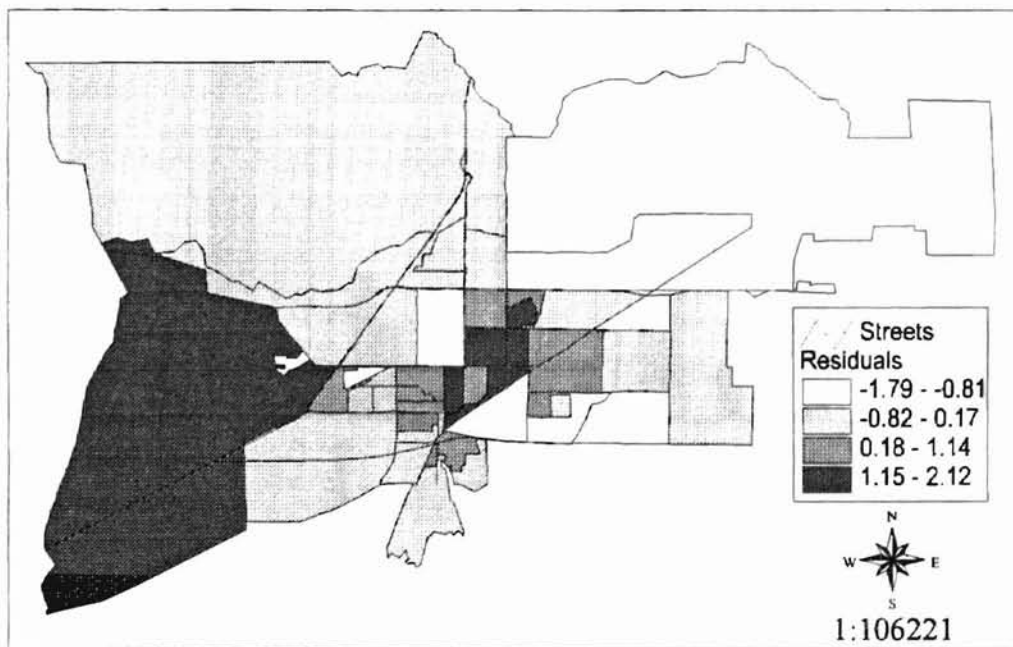 Streets
Residuals
-1.79 - -0.81
-0.82 - 0.17
0.18 - 1.14
1.15 - 2.12
N
W E
S
1:106221